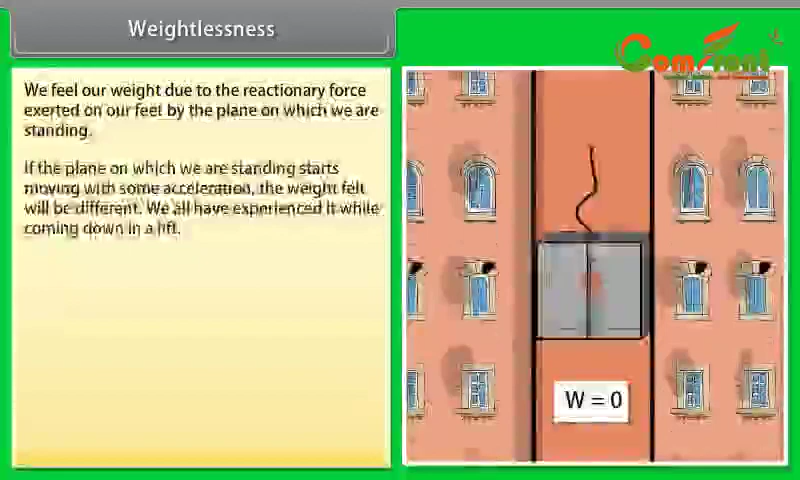 Weightlessness
We feel our weight due to the reactionary force
exerted on our feet by the plane on which we are
standing.
If the plane on which we are standing starts
moving with some acceleration, the weight felt
will be different. We all have experienced it while
coming down in a lift.
W = 0